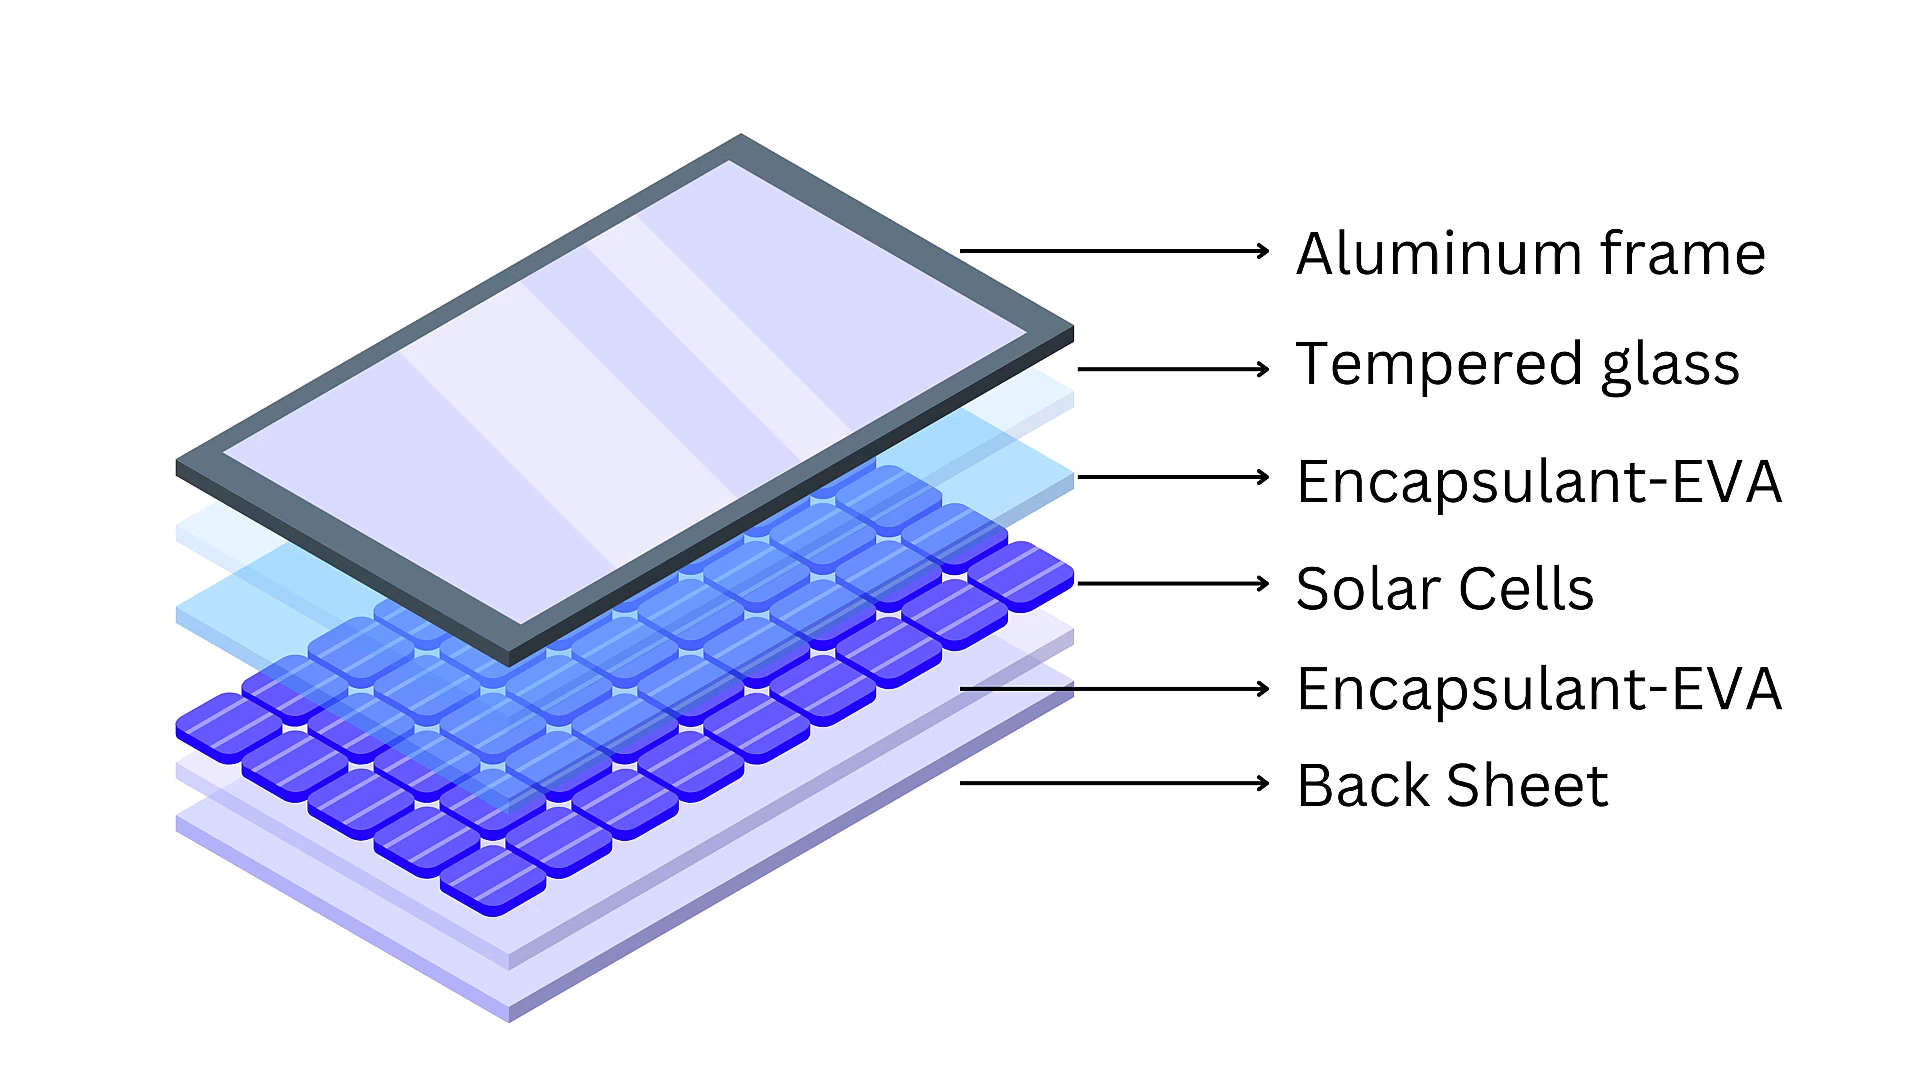 Aluminum frame
Tempered glass
Encapsulant-EVA
Solar Cells
Encapsulant-EVA
Back Sheet